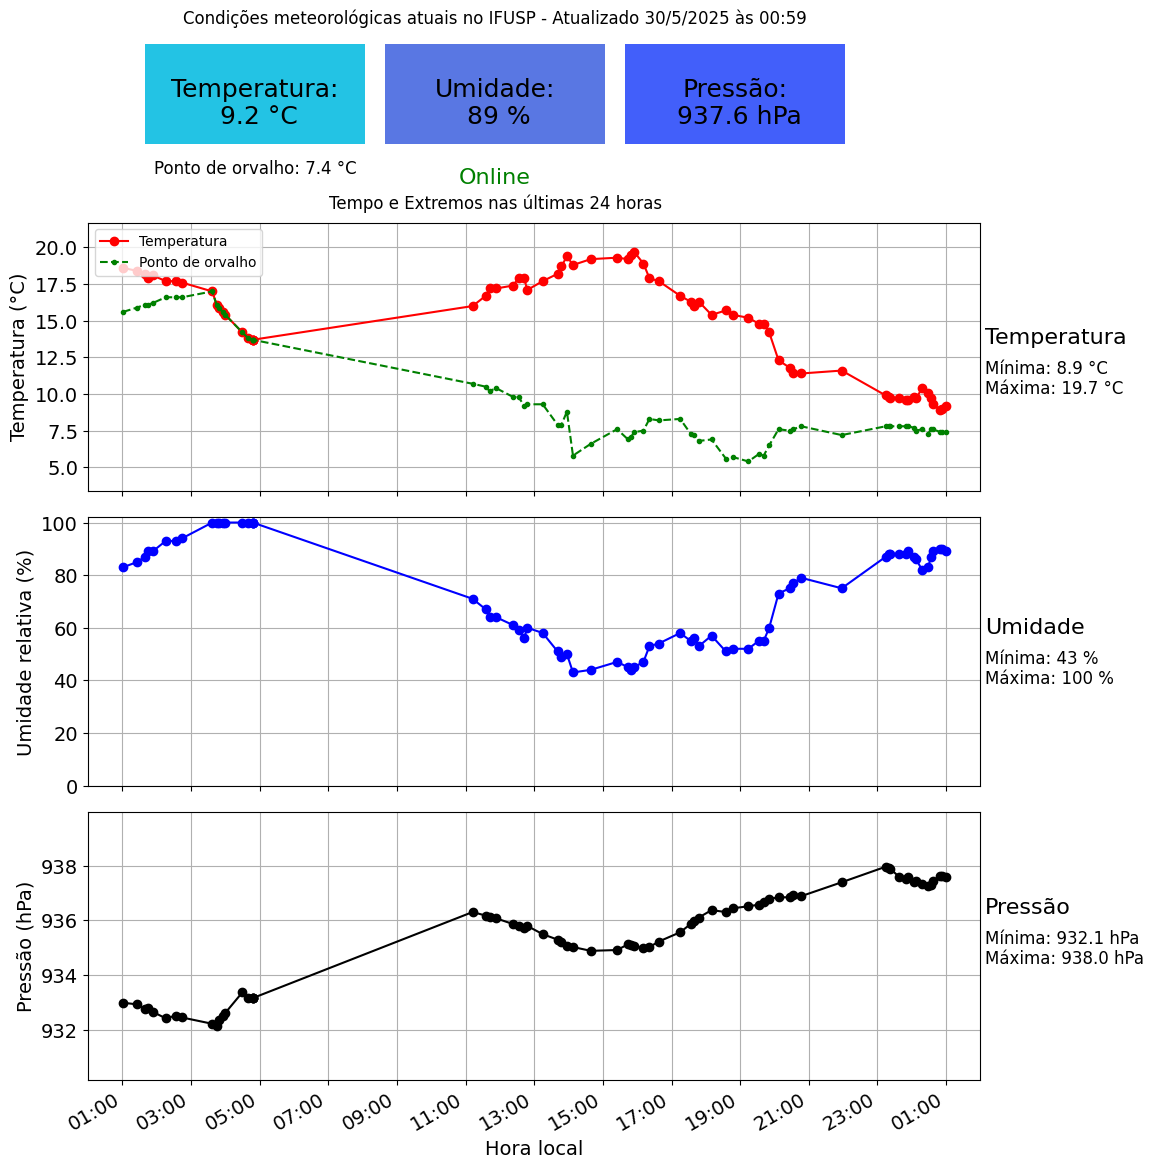 Condições meteorológicas atuais no IFUSP - Atualizado 30/5/2025 às 00:59
Temperatura:
9.2 °C
Umidade:
89 %
Pressão:
937.6 hPa
Ponto de orvalho: 7.4 °C
Online
Tempo e Extremos nas últimas 24 horas
Temperatura
Ponto de orvalho
Temperatura (°C)
20.0
17.5
15.0
12.5
10.0
7.5
5.0
Temperatura
Mínima: 8.9 °C
Máxima: 19.7 °C
Umidade relativa (%)
100
80
60
40
20
0
Umidade
Mínima: 43 %
Máxima: 100 %
Pressão (hPa)
938
936
934
932
Pressão
Mínima: 932.1 hPa
Máxima: 938.0 hPa
01:00 03:00 05:00 07:00 09:00 11:00 13:00 15:00 17:00 19:00 21:00 23:00 01:00
Hora local